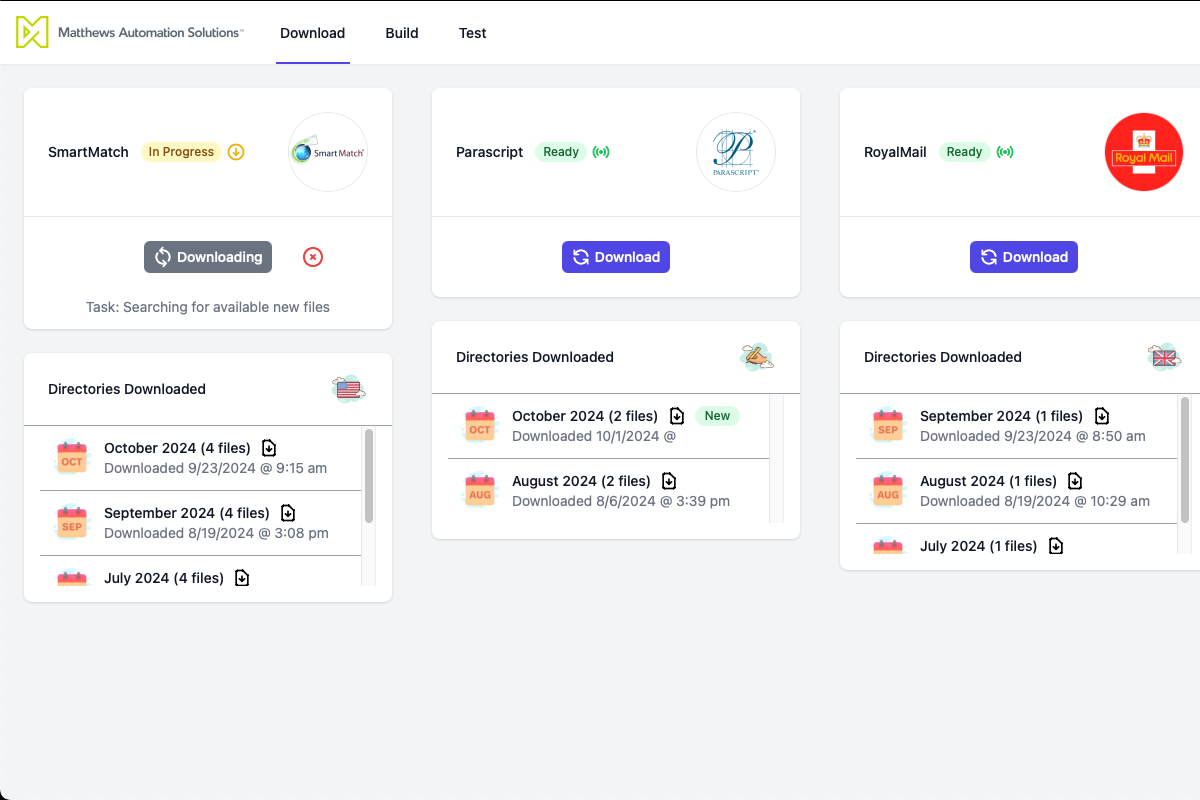 Matthews Automation Solutions™ Download Build Test
SmartMatch In Progress
SmartMatch
Downloading
Task: Searching for available new files
Directories Downloaded
OCT October 2024 (4 files)
Downloaded 9/23/2024 @ 9:15 am
SEP September 2024 (4 files)
Downloaded 8/19/2024 @ 3:08 pm
July 2024 (4 files)
Parascript Ready
P
PARASCRIPT
Download
Directories Downloaded
OCT October 2024 (2 files) New
Downloaded 10/1/2024 @
AUG August 2024 (2 files)
Downloaded 8/6/2024 @ 3:39 pm
RoyalMail Ready
Royal Mail
Download
Directories Downloaded
SEP September 2024 (1 files)
Downloaded 9/23/2024 @ 8:50 am
AUG August 2024 (1 files)
Downloaded 8/19/2024 @ 10:29 am
July 2024 (1 files)